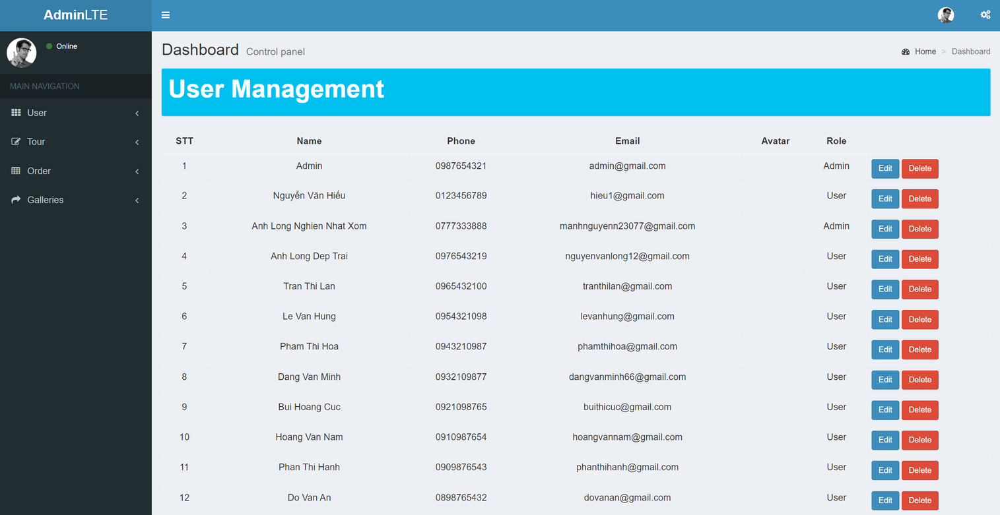 AdminLTE
Online
MAIN NAVIGATION
User
Tour
Order
Galleries
Dashboard Control panel
Home > Dashboard
User Management
STT Name Phone Email Avatar Role
1 Admin 0987654321 admin@gmail.com Admin Edit Delete
2 Nguyễn Văn Hiếu 0123456789 hieu1@gmail.com User Edit Delete
3 Anh Long Nghien Nhat Xom 0777333888 manhnguyenn23077@gmail.com Admin Edit Delete
4 Anh Long Dep Trai 0976543219 nguyenvanlong12@gmail.com User Edit Delete
5 Tran Thi Lan 0965432100 tranthilan@gmail.com User Edit Delete
6 Le Van Hung 0954321098 levanhung@gmail.com User Edit Delete
7 Pham Thi Hoa 0943210987 phamthihoa@gmail.com User Edit Delete
8 Dang Van Minh 0932109877 dangvanminh66@gmail.com User Edit Delete
9 Bui Hoang Cuc 0921098765 buithicuc@gmail.com User Edit Delete
10 Hoang Van Nam 0910987654 hoangvannam@gmail.com User Edit Delete
11 Phan Thi Hanh 0909876543 phanthihanh@gmail.com User Edit Delete
12 Do Van An 0898765432 dovanan@gmail.com User Edit Delete